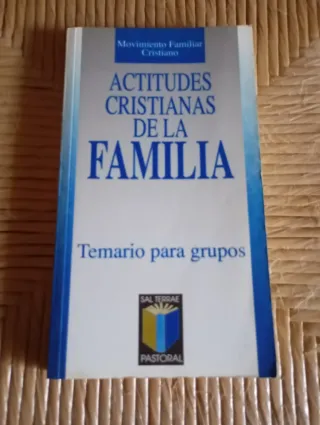 Movimiento Familiar
Cristiano
ACTITUDES
CRISTIANAS
DE LA
FAMILIA
Temario para grupos
SAL TERRAE
PASTORAL